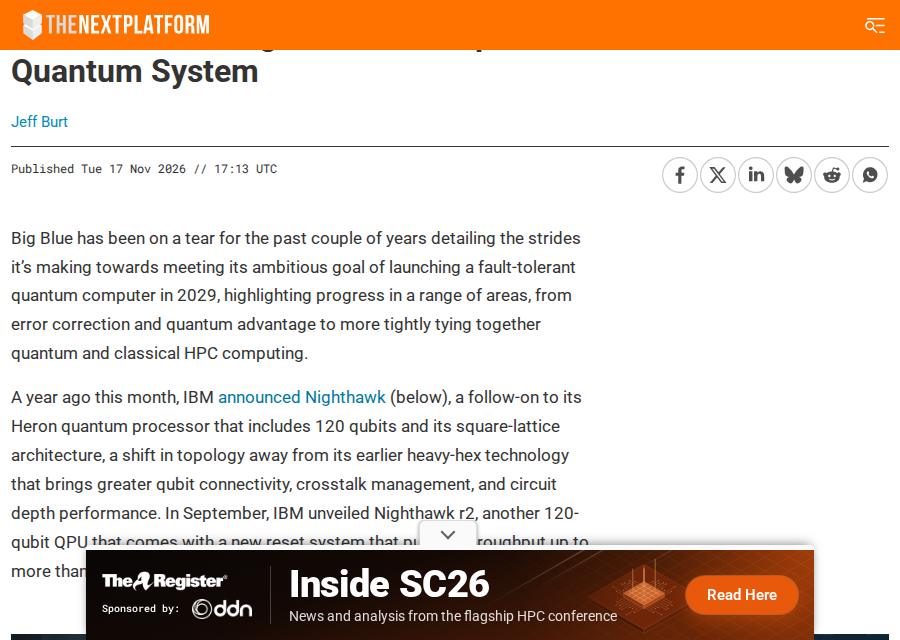 THENEXTPLATFORM
Quantum System
Jeff Burt
Published Tue 17 Nov 2026 // 17:13 UTC
Big Blue has been on a tear for the past couple of years detailing the strides
it’s making towards meeting its ambitious goal of launching a fault-tolerant
quantum computer in 2029, highlighting progress in a range of areas, from
error correction and quantum advantage to more tightly tying together
quantum and classical HPC computing.
A year ago this month, IBM announced Nighthawk (below), a follow-on to its
Heron quantum processor that includes 120 qubits and its square-lattice
architecture, a shift in topology away from its earlier heavy-hex technology
that brings greater qubit connectivity, crosstalk management, and circuit
depth performance. In September, IBM unveiled Nighthawk r2, another 120-
qubit QPU that comes with a new reset system that up to
more than
The Register
Sponsored by: ddn
Inside SC26
News and analysis from the flagship HPC conference
Read Here